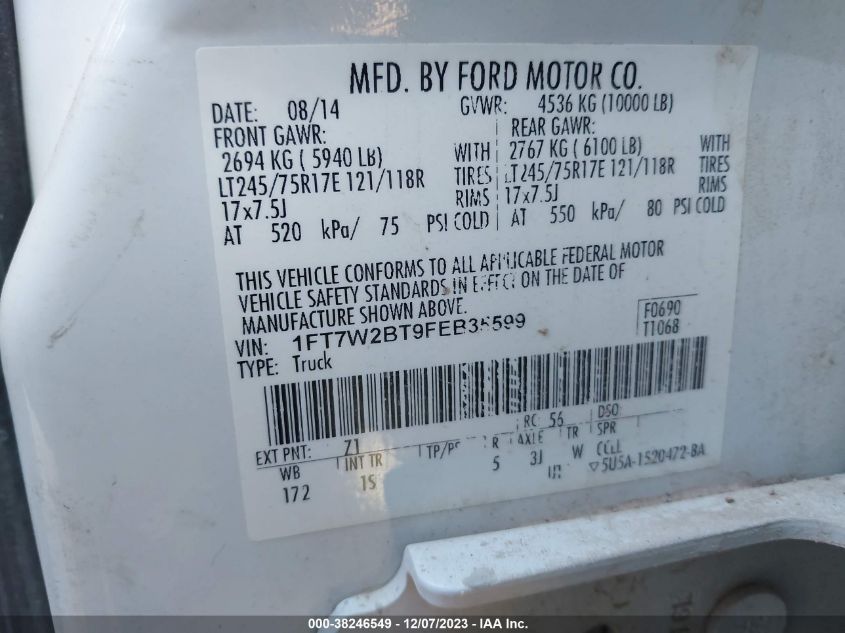 MFD. BY FORD MOTOR CO.
DATE: 08/14 GVWR: 4536 KG (10000 LB)
FRONT GAWR: REAR GAWR:
2694 KG ( 5940 LB) WITH 2767 KG ( 6100 LB) WITH
LT245/75R17E 121/118R TIRES LT245/75R17E 121/118R TIRES
17x7.5J RIMS 17x7.5J RIMS
AT 520 kPa/ 75 PSI COLD AT 550 kPa/ 80 PSI COLD
THIS VEHICLE CONFORMS TO ALL APPLICABLE FEDERAL MOTOR
VEHICLE SAFETY STANDARDS IN EFFECT ON THE DATE OF
MANUFACTURE SHOWN ABOVE.
VIN: F0690
TYPE: Truck T1068
RC: 56 DSO:
EXT PNT: Z1
WB INT TR TP/PS R AXLE TR SPR
172 1S 5 3J W
5U5A-1520472-BA
000-38246549 - 12/07/2023 - IAA Inc.